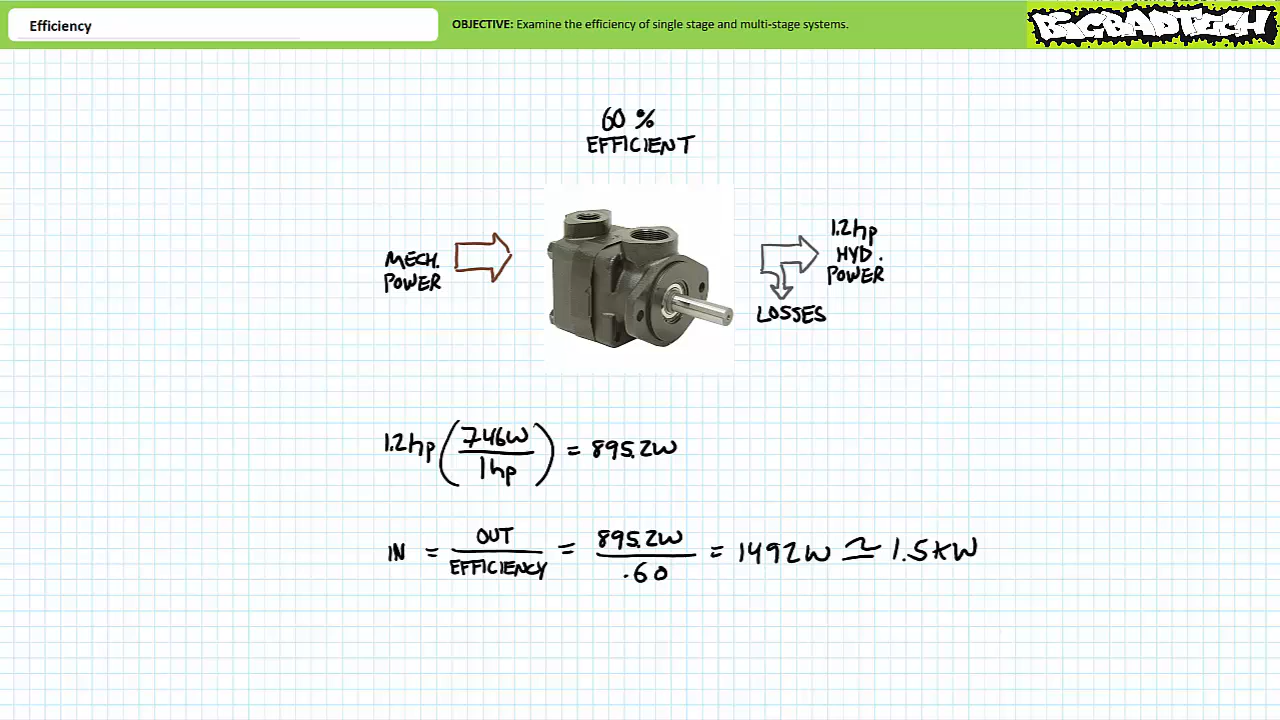 Efficiency
OBJECTIVE: Examine the efficiency of single stage and multi-stage systems.
BIGBADTECH
60 %
EFFICIENT
MECH.
POWER
1.2hp
HYD.
POWER
LOSSES
1.2hp (746W / 1hp) = 895.2W
IN = OUT / EFFICIENCY = 895.2W / .60 = 1492W ≃ 1.5kW